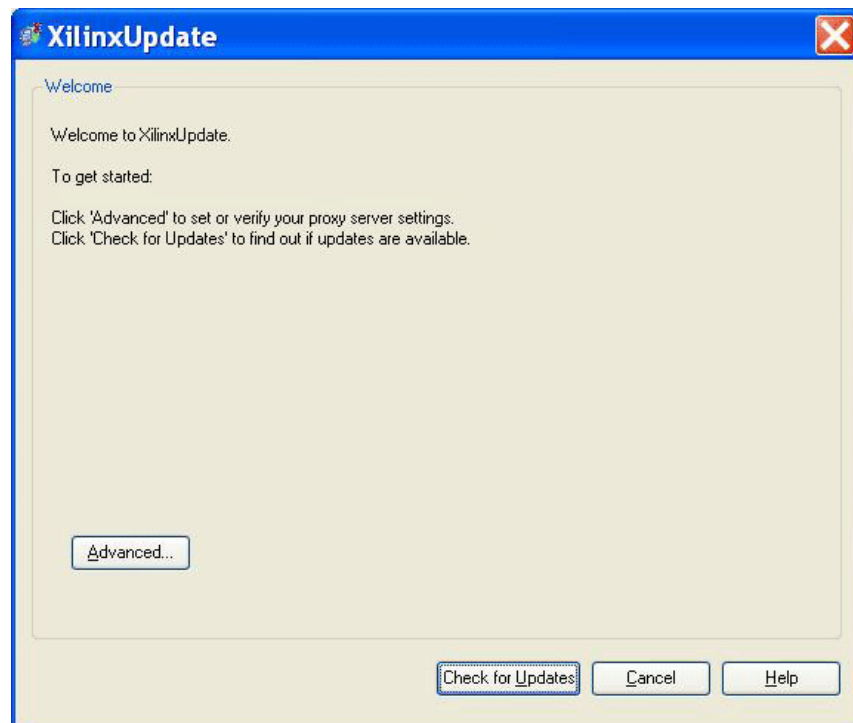 XilinxUpdate
Welcome
Welcome to XilinxUpdate.
To get started:
Click 'Advanced' to set or verify your proxy server settings.
Click 'Check for Updates' to find out if updates are available.
Advanced...
Check for Updates
Cancel
Help